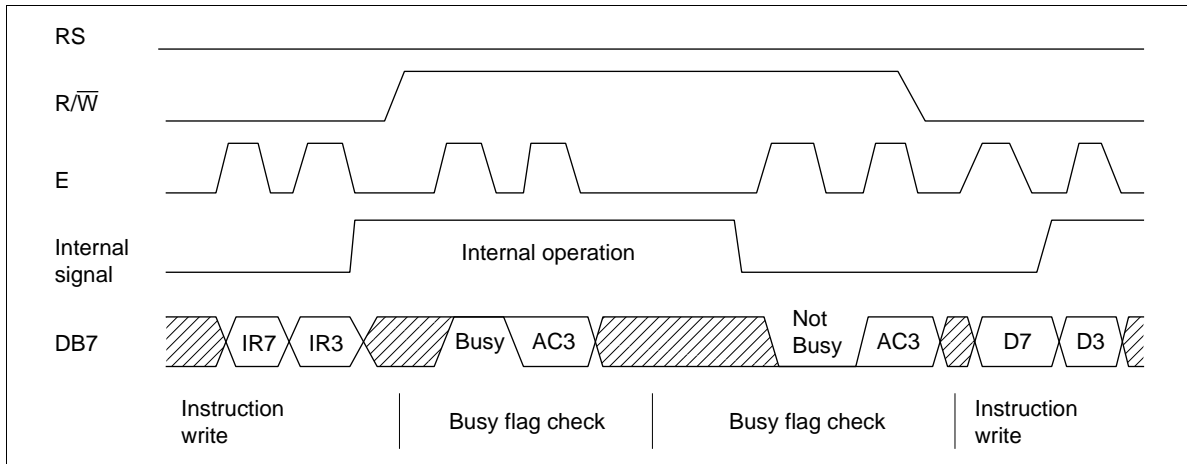 RS
R/W̅
E
Internal
signal
Internal operation
DB7
IR7
IR3
Busy
AC3
Not
Busy
AC3
D7
D3
Instruction
write
Busy flag check
Busy flag check
Instruction
write